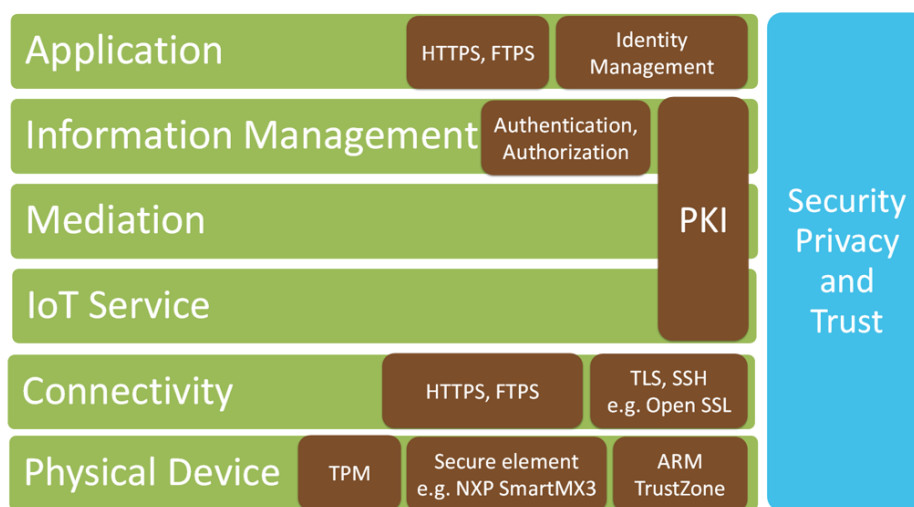 Application
HTTPS, FTPS
Identity
Management
Information Management
Authentication,
Authorization
Mediation
PKI
IoT Service
Connectivity
HTTPS, FTPS
TLS, SSH
e.g. Open SSL
Physical Device
TPM
Secure element
e.g. NXP SmartMX3
ARM
TrustZone
Security
Privacy
and
Trust